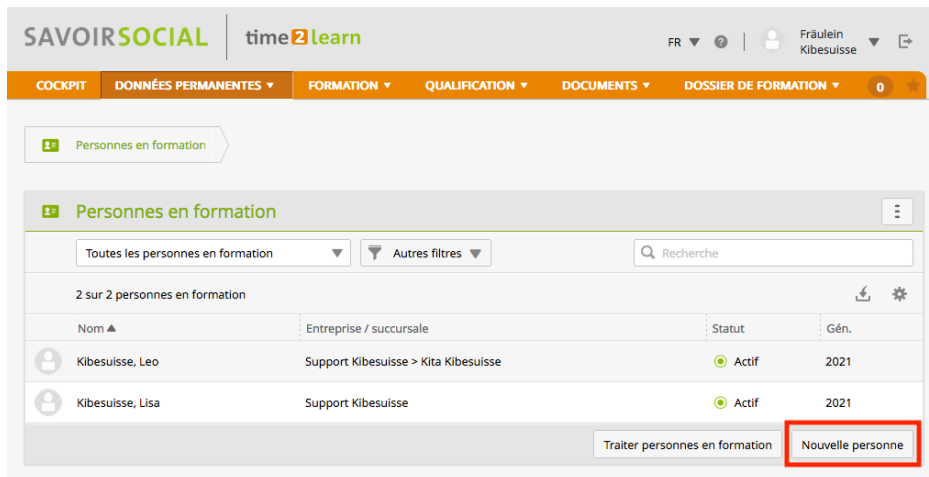 SAVOIRSOCIAL time2learn
FR Fräulein Kibesuisse
COCKPIT DONNÉES PERMANENTES FORMATION QUALIFICATION DOCUMENTS DOSSIER DE FORMATION 0
Personnes en formation
Personnes en formation
Toutes les personnes en formation Autres filtres Recherche
2 sur 2 personnes en formation
Nom Entreprise / succursale Statut Gén.
Kibesuisse, Leo Support Kibesuisse > Kita Kibesuisse Actif 2021
Kibesuisse, Lisa Support Kibesuisse Actif 2021
Traiter personnes en formation Nouvelle personne